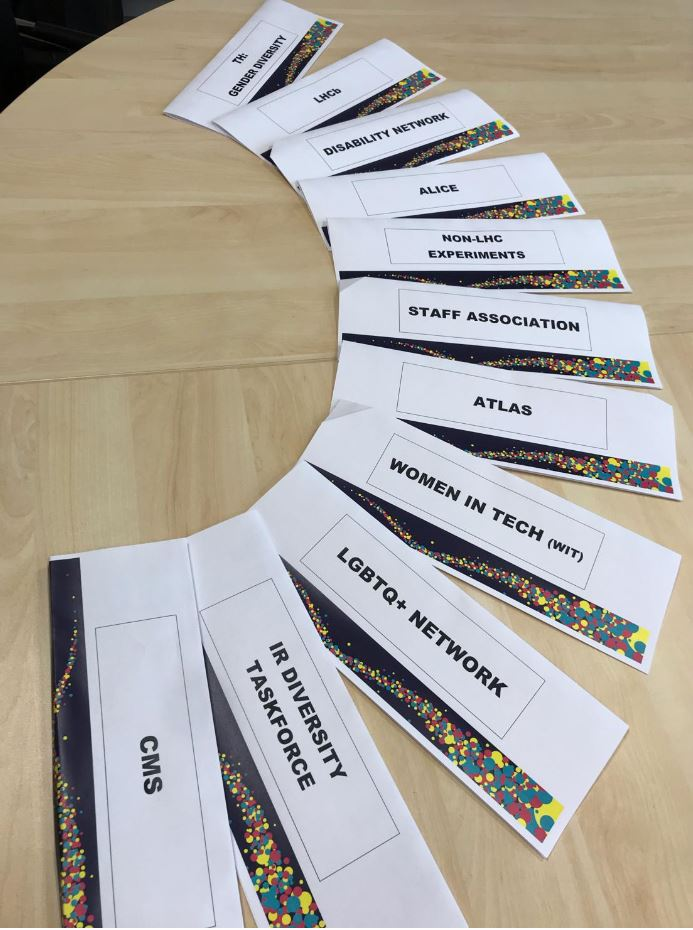 TH:
GENDER DIVERSITY
LHCb
DISABILITY NETWORK
ALICE
NON-LHC
EXPERIMENTS
STAFF ASSOCIATION
ATLAS
WOMEN IN TECH (WIT)
LGBTQ+ NETWORK
IR DIVERSITY
TASKFORCE
CMS